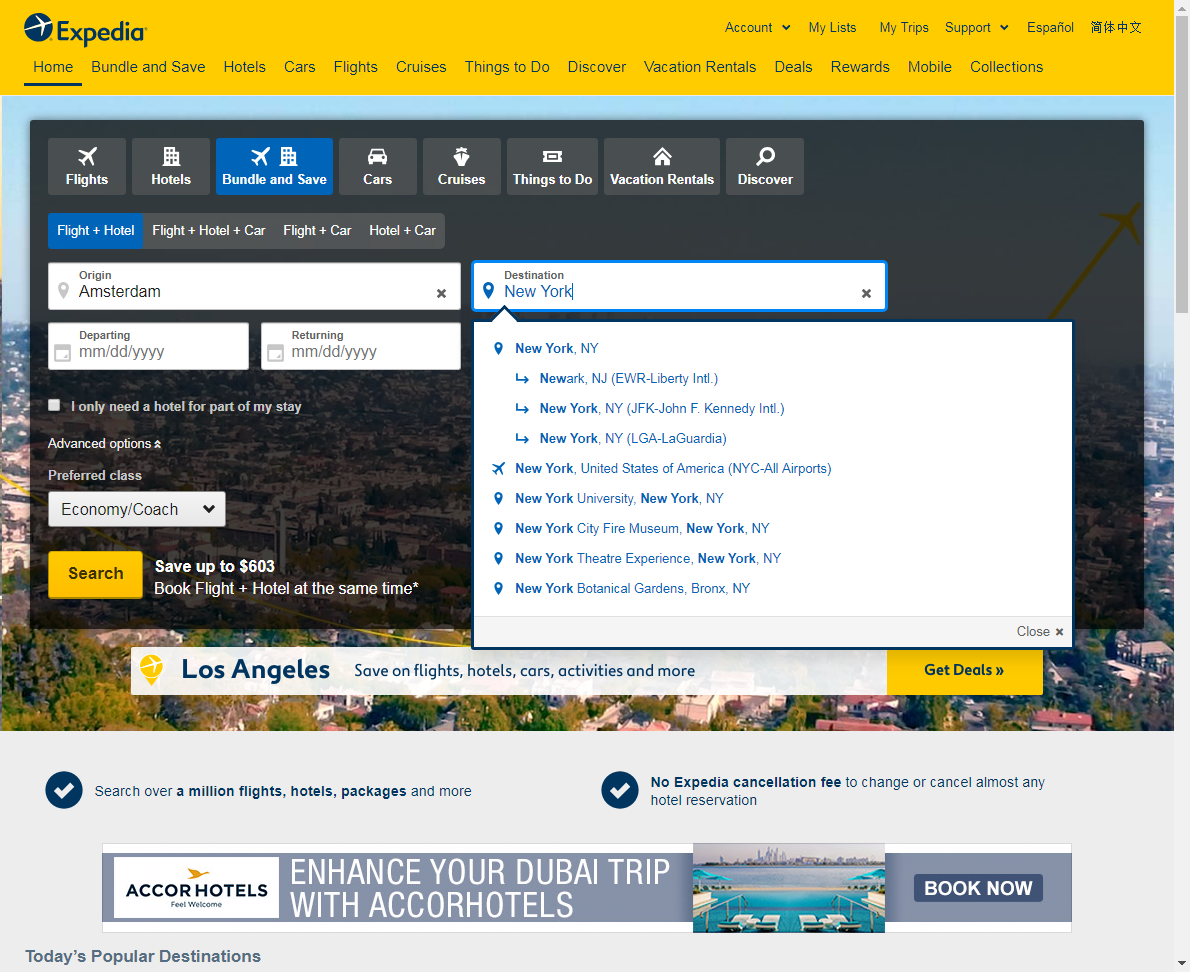 Expedia
Account My Lists My Trips Support Español 简体中文
Home Bundle and Save Hotels Cars Flights Cruises Things to Do Discover Vacation Rentals Deals Rewards Mobile Collections
Flights Hotels Bundle and Save Cars Cruises Things to Do Vacation Rentals Discover
Flight + Hotel Flight + Hotel + Car Flight + Car Hotel + Car
Origin
Amsterdam
Destination
New York
Departing
mm/dd/yyyy
Returning
mm/dd/yyyy
I only need a hotel for part of my stay
Advanced options
Preferred class
Economy/Coach
Search
Save up to $603
Book Flight + Hotel at the same time*
New York, NY
Newark, NJ (EWR-Liberty Intl.)
New York, NY (JFK-John F. Kennedy Intl.)
New York, NY (LGA-LaGuardia)
New York, United States of America (NYC-All Airports)
New York University, New York, NY
New York City Fire Museum, New York, NY
New York Theatre Experience, New York, NY
New York Botanical Gardens, Bronx, NY
Close
Los Angeles Save on flights, hotels, cars, activities and more Get Deals »
Search over a million flights, hotels, packages and more
No Expedia cancellation fee to change or cancel almost any
hotel reservation
ACCORHOTELS
Feel Welcome
ENHANCE YOUR DUBAI TRIP
WITH ACCORHOTELS
BOOK NOW
Today's Popular Destinations